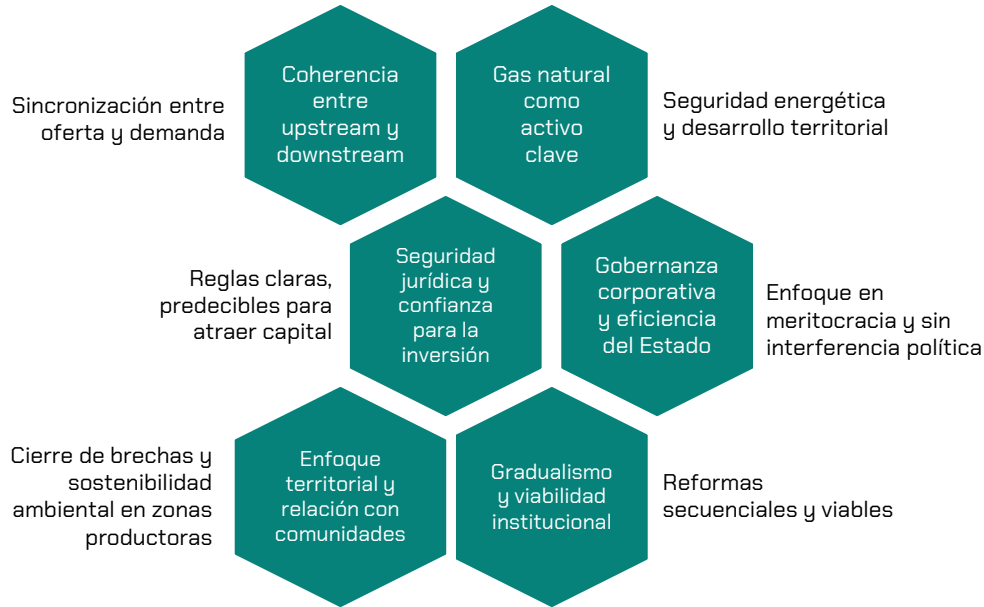 Sincronización entre
oferta y demanda
Coherencia
entre
upstream y
downstream
Gas natural
como
activo
clave
Seguridad energética
y desarrollo territorial
Reglas claras,
predecibles para
atraer capital
Seguridad
jurídica y
confianza
para la
inversión
Gobernanza
corporativa
y eficiencia
del Estado
Enfoque en
meritocracia y sin
interferencia política
Cierre de brechas y
sostenibilidad
ambiental en zonas
productoras
Enfoque
territorial y
relación con
comunidades
Gradualismo
y viabilidad
institucional
Reformas
secuenciales y viables